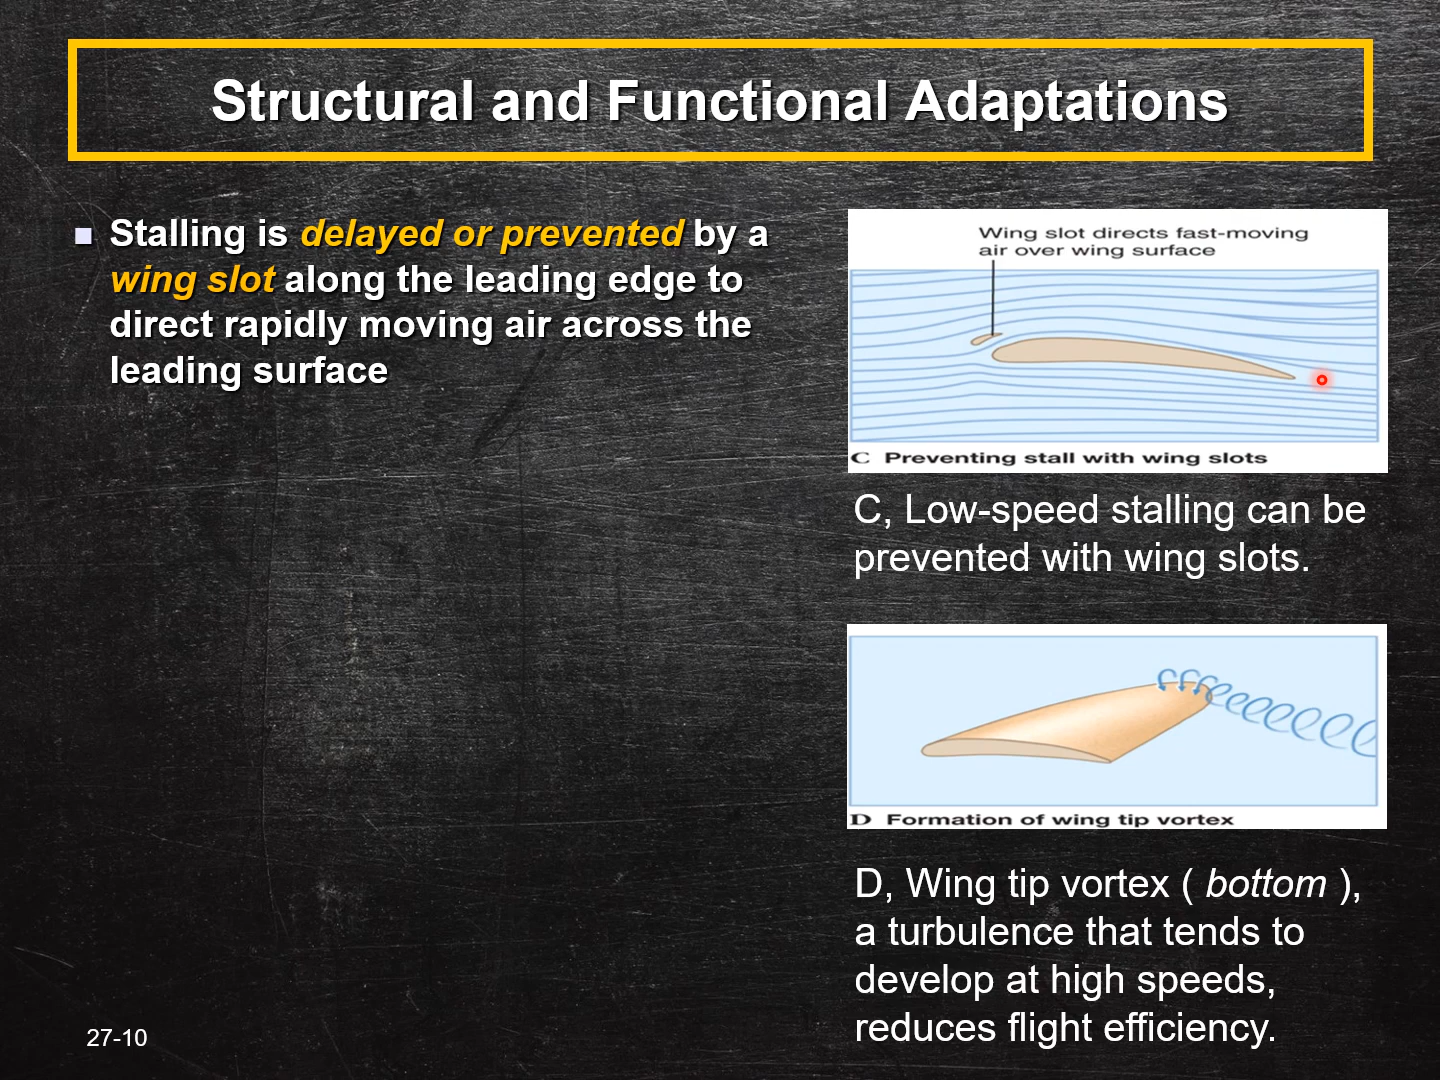 Structural and Functional Adaptations
Stalling is delayed or prevented by a
wing slot along the leading edge to
direct rapidly moving air across the
leading surface
Wing slot directs fast-moving
air over wing surface
C Preventing stall with wing slots
C, Low-speed stalling can be
prevented with wing slots.
D Formation of wing tip vortex
D, Wing tip vortex ( bottom ),
a turbulence that tends to
develop at high speeds,
reduces flight efficiency.
27-10